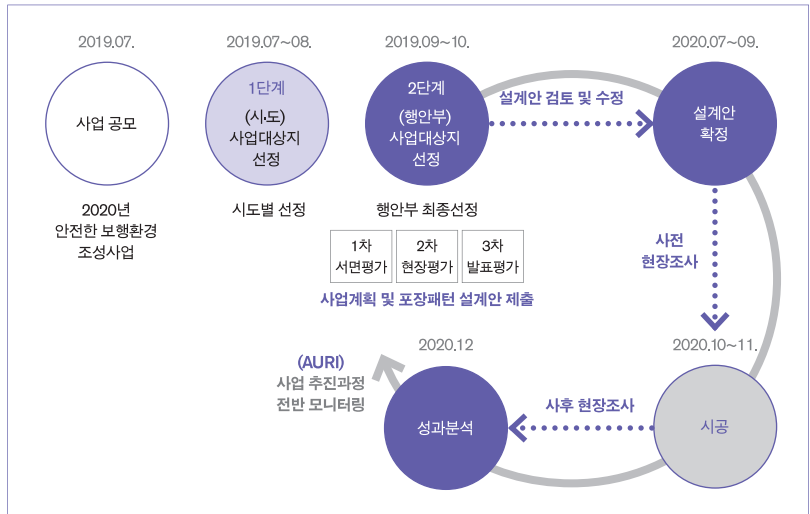 2019.07.
사업 공모
2020년
안전한 보행환경
조성사업
2019.07~08.
1단계
(시·도)
사업대상지
선정
시도별 선정
2019.09~10.
2단계
(행안부)
사업대상지
선정
행안부 최종선정
1차
서면평가
2차
현장평가
3차
발표평가
사업계획 및 포장패턴 설계안 제출
설계안 검토 및 수정
2020.07~09.
설계안
확정
사전
현장조사
2020.10~11.
시공
사후 현장조사
2020.12
성과분석
(AURI)
사업 추진과정
전반 모니터링